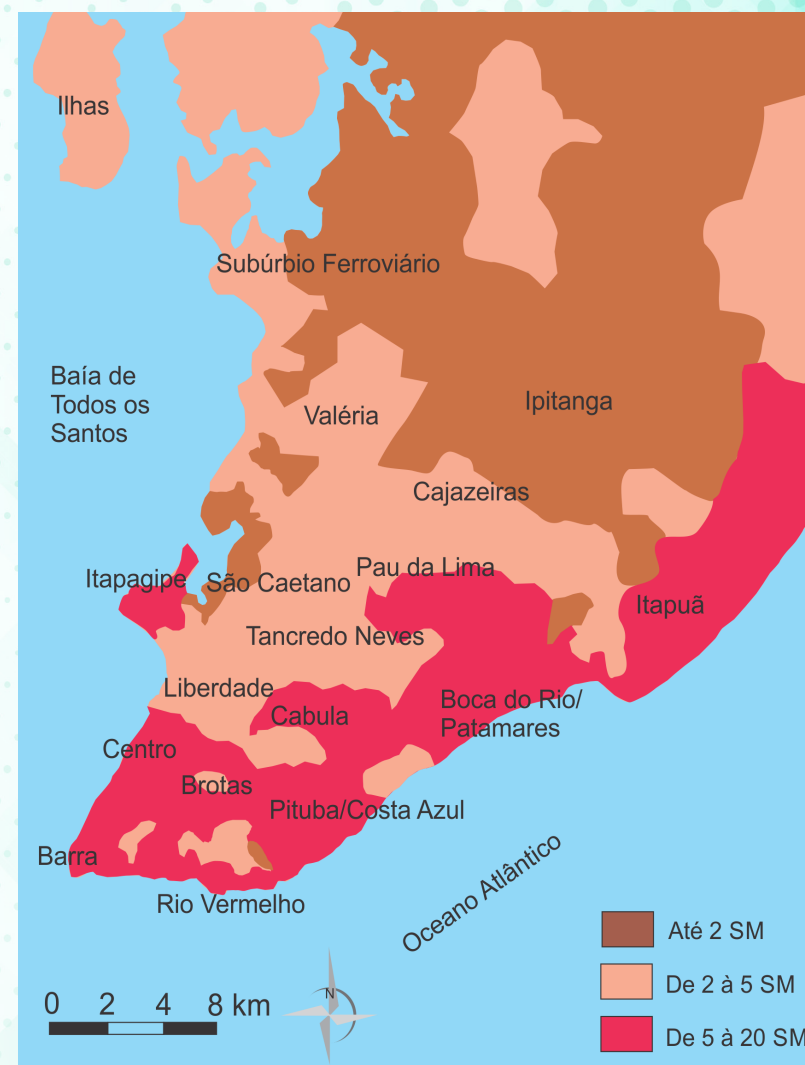 Ilhas
Subúrbio Ferroviário
Baía de
Todos os
Santos
Valéria
Ipitanga
Cajazeiras
Pau da Lima
Itapagipe
São Caetano
Itapuã
Tancredo Neves
Liberdade
Cabula
Boca do Rio/
Patamares
Centro
Brotas
Pituba/Costa Azul
Barra
Rio Vermelho
Oceano Atlântico
Até 2 SM
De 2 à 5 SM
De 5 à 20 SM
N
0 2 4 8 km